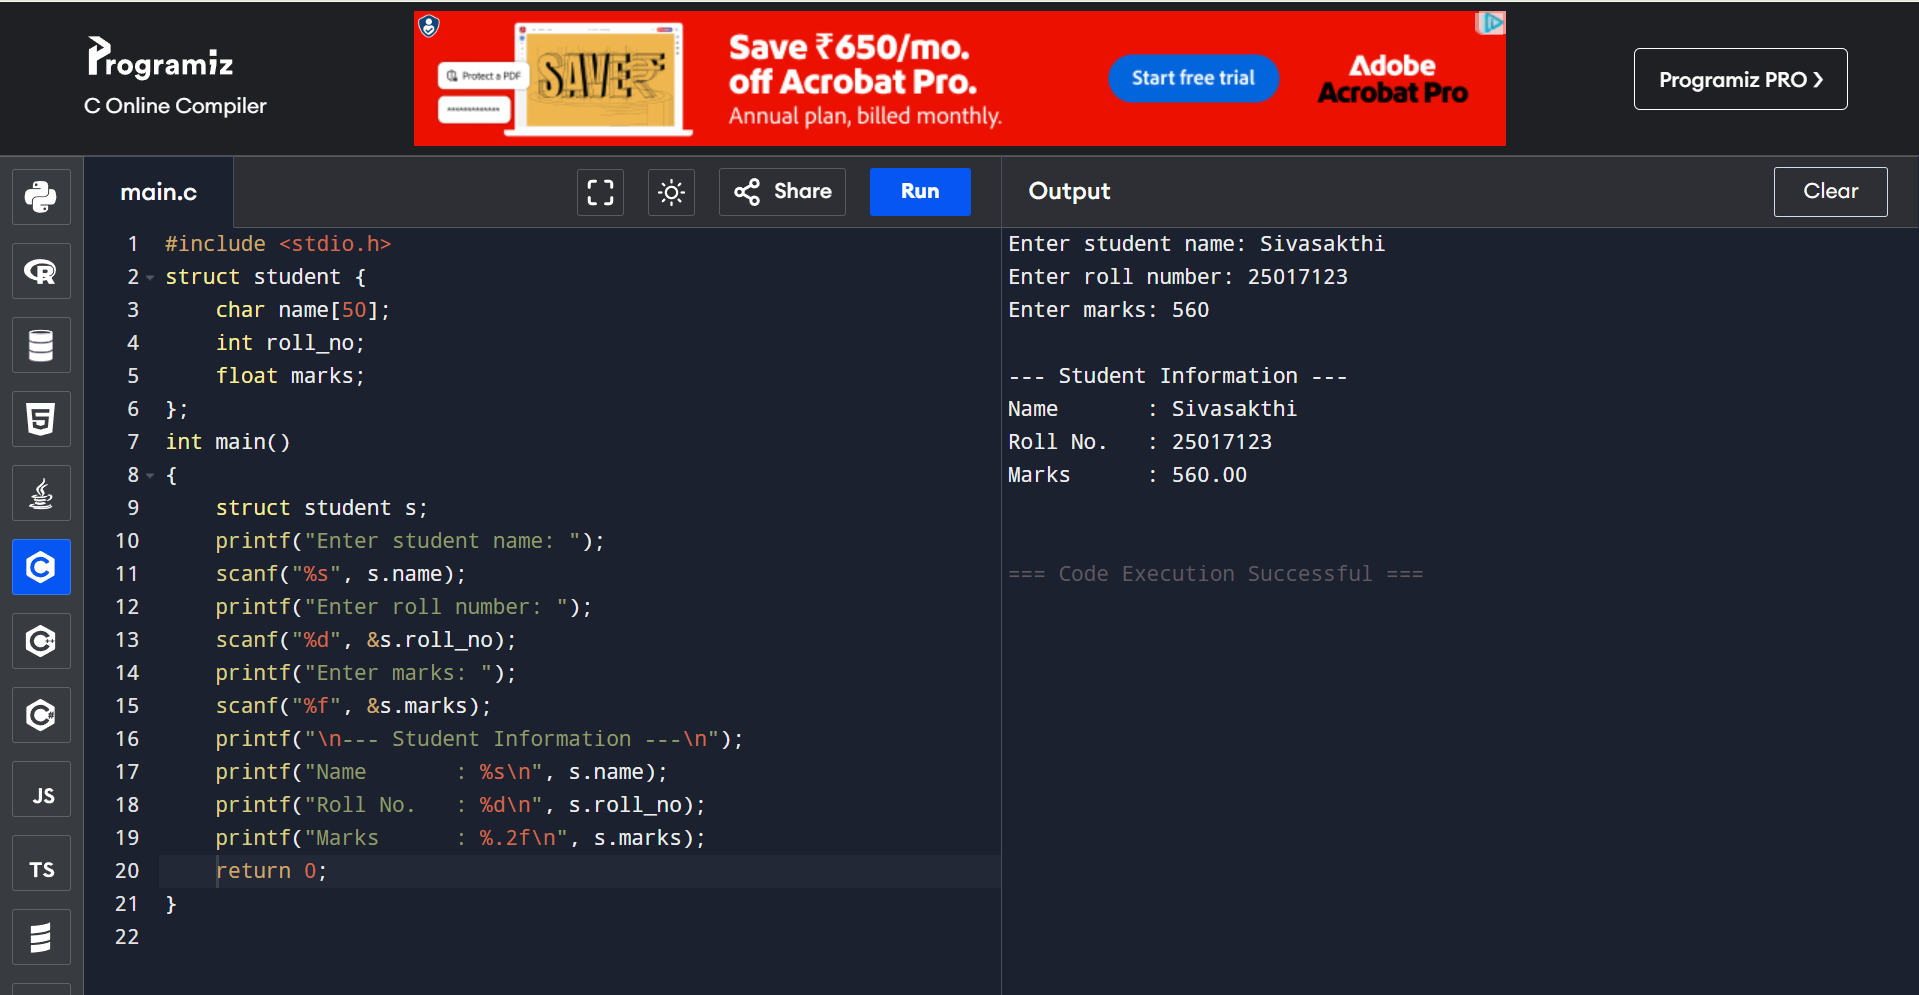 Programiz
C Online Compiler
Protect a PDF
************
SAVE₹
Save ₹650/mo.
off Acrobat Pro.
Annual plan, billed monthly.
Start free trial
Adobe
Acrobat Pro
Programiz PRO ❯
main.c
Share
Run
Output
Clear
1 #include <stdio.h>
2 struct student {
3     char name[50];
4     int roll_no;
5     float marks;
6 };
7 int main()
8 {
9     struct student s;
10     printf("Enter student name: ");
11     scanf("%s", s.name);
12     printf("Enter roll number: ");
13     scanf("%d", &s.roll_no);
14     printf("Enter marks: ");
15     scanf("%f", &s.marks);
16     printf("\n--- Student Information ---\n");
17     printf("Name       : %s\n", s.name);
18     printf("Roll No.   : %d\n", s.roll_no);
19     printf("Marks      : %.2f\n", s.marks);
20     return 0;
21 }
22
Enter student name: Sivasakthi
Enter roll number: 25017123
Enter marks: 560
--- Student Information ---
Name       : Sivasakthi
Roll No.   : 25017123
Marks      : 560.00
=== Code Execution Successful ===
R
5
C
C++
C#
JS
TS